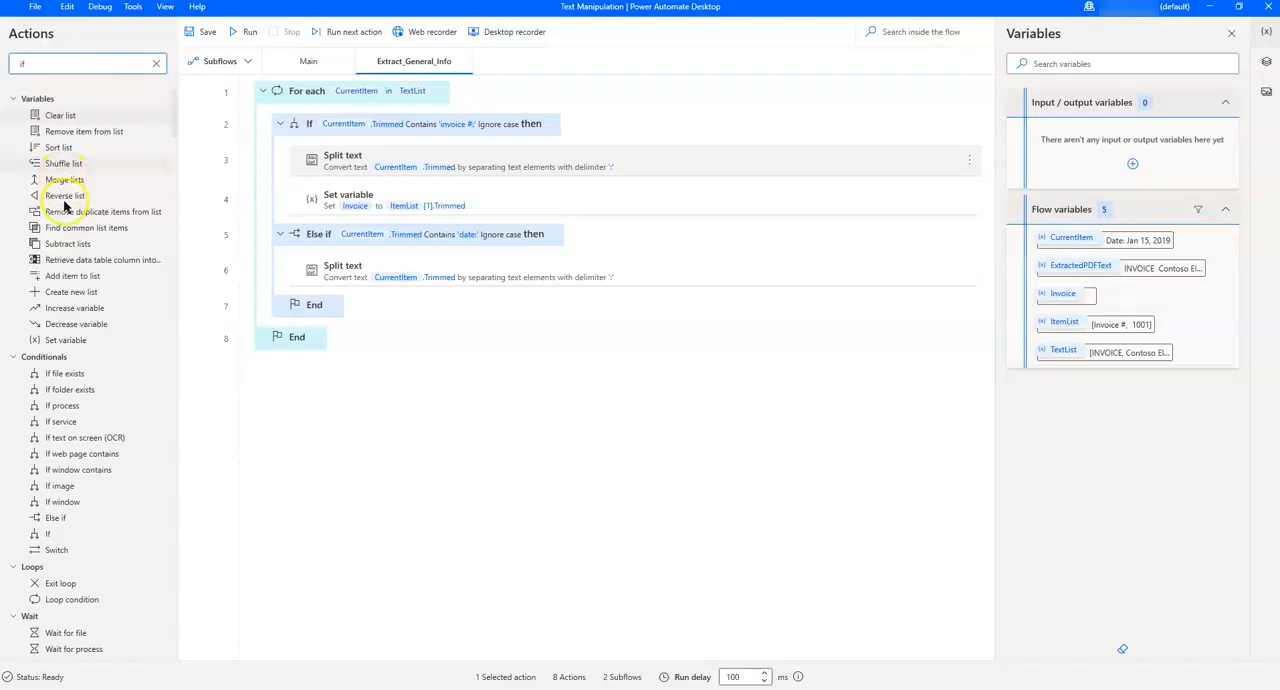 File Edit Debug Tools View Help
Text Manipulation | Power Automate Desktop
(default)
Actions
if
Variables
Clear list
Remove item from list
Sort list
Shuffle list
Merge lists
Reverse list
Remove duplicate items from list
Find common list items
Subtract lists
Retrieve data table column into...
Add item to list
Create new list
Increase variable
Decrease variable
{x} Set variable
Conditionals
If file exists
If folder exists
If process
If service
If text on screen (OCR)
If web page contains
If window contains
If image
If window
Else if
If
Switch
Loops
Exit loop
Loop condition
Wait
Wait for file
Wait for process
Save Run Stop Run next action Web recorder Desktop recorder
Search inside the flow
Subflows Main Extract_General_Info
1 For each CurrentItem in TextList
2 If CurrentItem .Trimmed Contains 'invoice #:' Ignore case then
3 Split text
Convert text CurrentItem .Trimmed by separating text elements with delimiter ':'
4 {x} Set variable
Set Invoice to ItemList [1].Trimmed
5 Else if CurrentItem .Trimmed Contains 'date:' Ignore case then
6 Split text
Convert text CurrentItem .Trimmed by separating text elements with delimiter ':'
7 End
8 End
Variables
{x}
Search variables
Input / output variables 0
There aren't any input or output variables here yet
Flow variables 5
{x} CurrentItem Date: Jan 15, 2019
{x} ExtractedPDFText INVOICE Contoso El...
{x} Invoice
{x} ItemList [Invoice #, 1001]
{x} TextList [INVOICE, Contoso El...
Status: Ready
1 Selected action 8 Actions 2 Subflows Run delay 100 ms